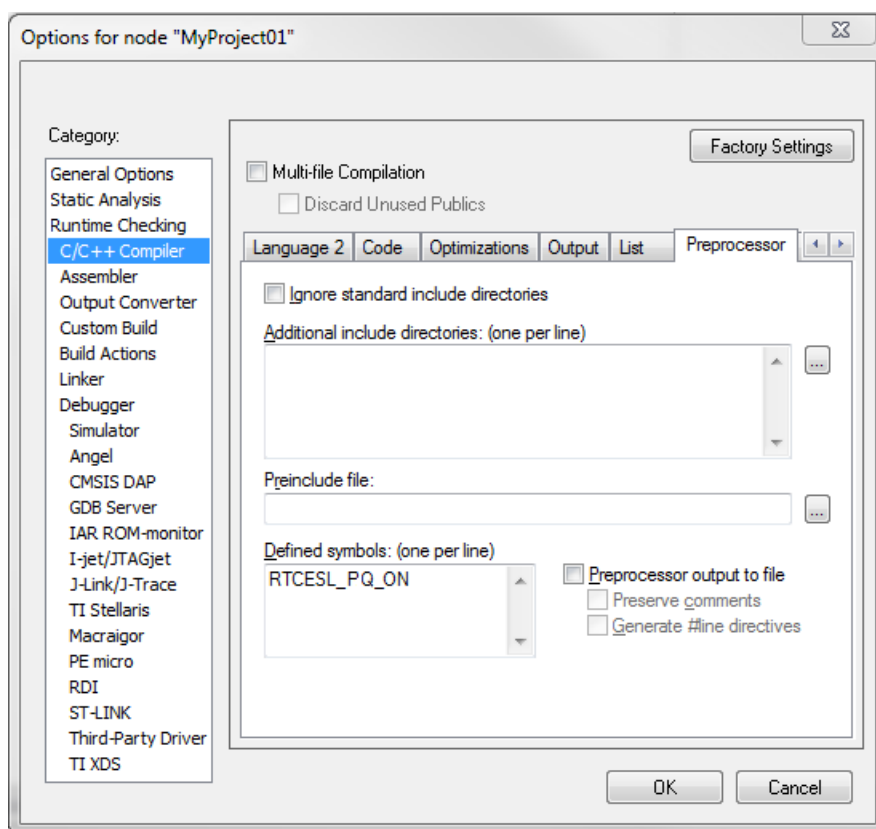 Options for node "MyProject01"
Category:
General Options
Static Analysis
Runtime Checking
C/C++ Compiler
Assembler
Output Converter
Custom Build
Build Actions
Linker
Debugger
Simulator
Angel
CMSIS DAP
GDB Server
IAR ROM-monitor
I-jet/JTAGjet
J-Link/J-Trace
TI Stellaris
Macraigor
PE micro
RDI
ST-LINK
Third-Party Driver
TI XDS
Factory Settings
Multi-file Compilation
Discard Unused Publics
Language 2 Code Optimizations Output List Preprocessor
Ignore standard include directories
Additional include directories: (one per line)
...
Preinclude file:
...
Defined symbols: (one per line)
RTCESL_PQ_ON
Preprocessor output to file
Preserve comments
Generate #line directives
OK Cancel